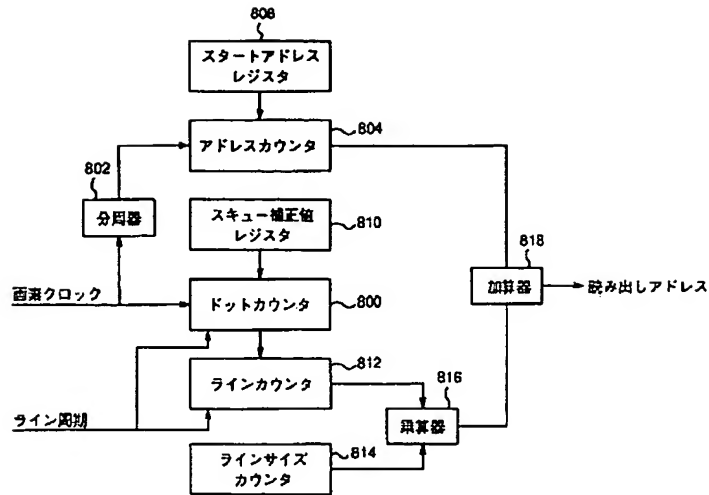 808
スタートアドレス
レジスタ
804
アドレスカウンタ
802
分周器
スキュー補正値
レジスタ
810
818
画素クロック
ドットカウンタ
800
加算器
読み出しアドレス
812
ラインカウンタ
816
ライン周期
乗算器
814
ラインサイズ
カウンタ